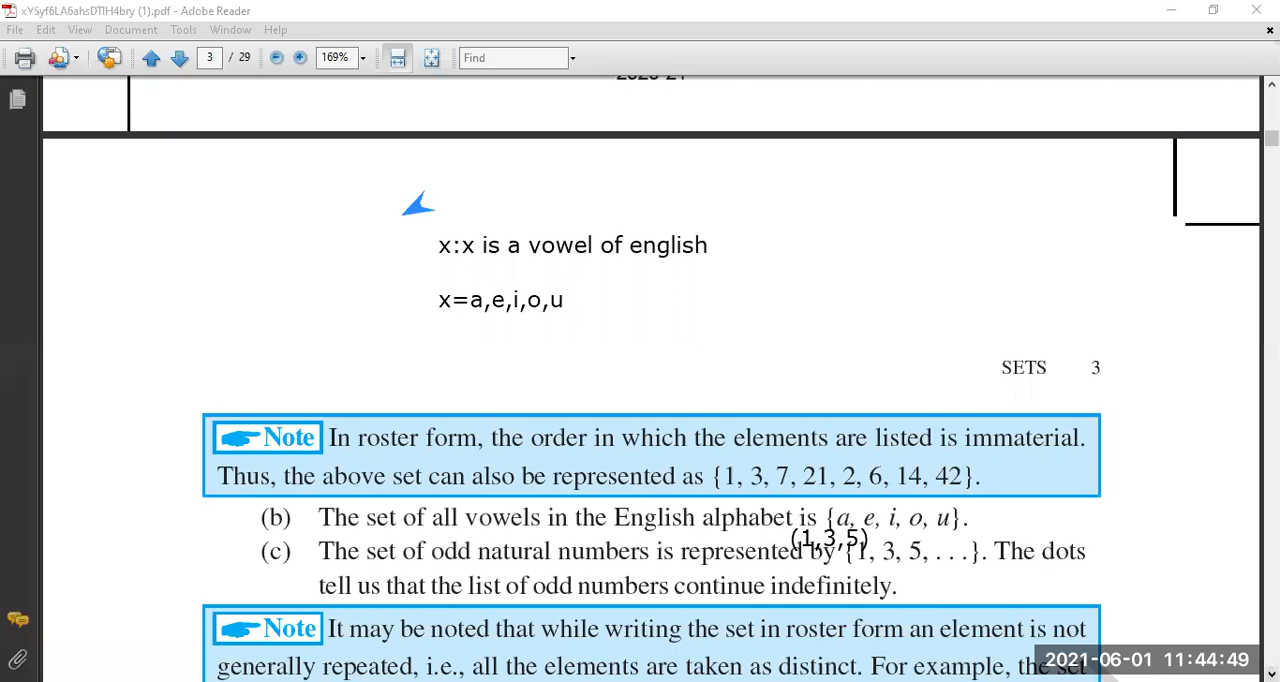 xYSyf6LA6ahsDTlH4bry (1).pdf - Adobe Reader
File Edit View Document Tools Window Help
3 / 29 169% Find
2020-21
x:x is a vowel of english
x=a,e,i,o,u
SETS 3
Note In roster form, the order in which the elements are listed is immaterial.
Thus, the above set can also be represented as {1, 3, 7, 21, 2, 6, 14, 42}.
(b) The set of all vowels in the English alphabet is {a, e, i, o, u}.
(1,3,5)
(c) The set of odd natural numbers is represented by {1, 3, 5, . . .}. The dots
tell us that the list of odd numbers continue indefinitely.
Note It may be noted that while writing the set in roster form an element is not
generally repeated, i.e., all the elements are taken as distinct. For example, the set
2021-06-01 11:44:49